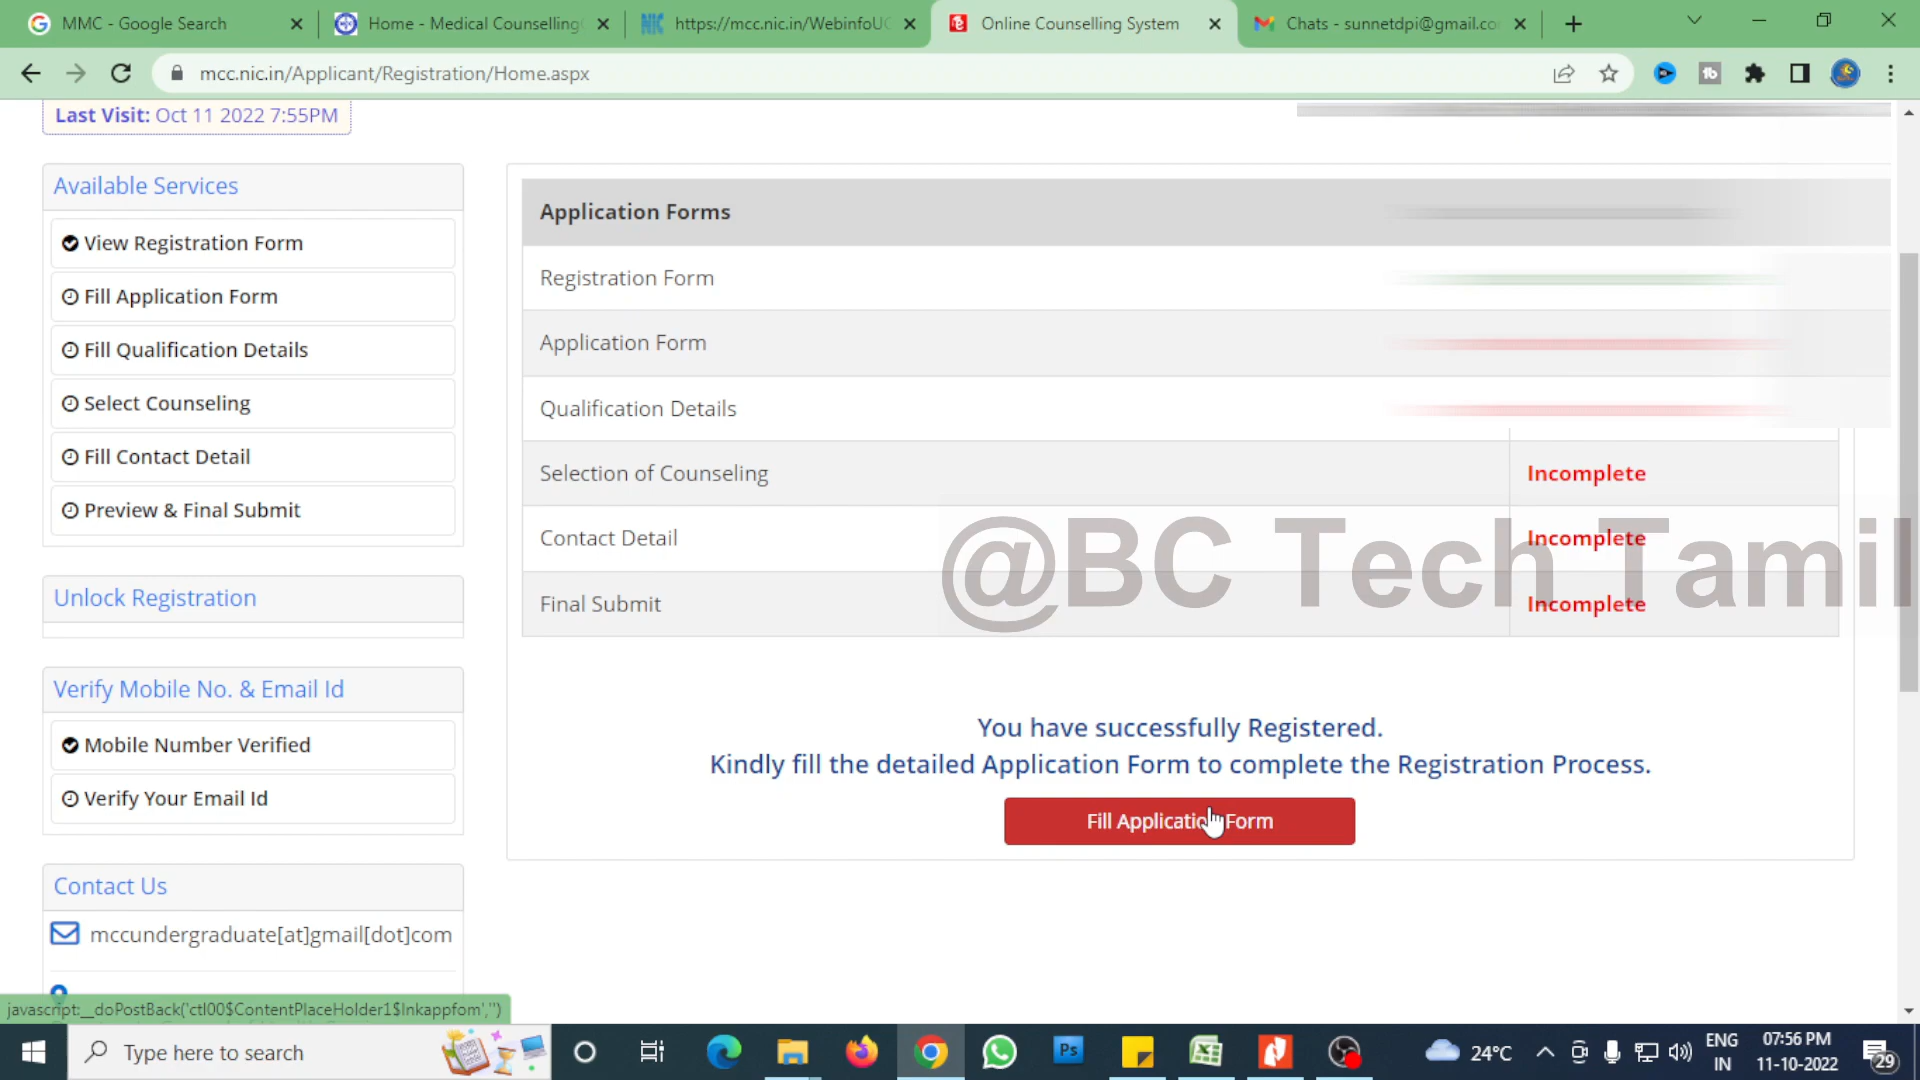 MMC - Google Search
Home - Medical Counselling
https://mcc.nic.in/WebinfoUG
Online Counselling System
Chats - sunnetdpi@gmail.co
mcc.nic.in/Applicant/Registration/Home.aspx
Last Visit: Oct 11 2022 7:55PM
Available Services
View Registration Form
Fill Application Form
Fill Qualification Details
Select Counseling
Fill Contact Detail
Preview & Final Submit
Unlock Registration
Verify Mobile No. & Email Id
Mobile Number Verified
Verify Your Email Id
Contact Us
mccundergraduate[at]gmail[dot]com
Application Forms
Registration Form
Application Form
Qualification Details
Selection of Counseling Incomplete
Contact Detail Incomplete
Final Submit Incomplete
@BC Tech Tamil
You have successfully Registered.
Kindly fill the detailed Application Form to complete the Registration Process.
Fill Application Form
javascript:__doPostBack('ctl00$ContentPlaceHolder1$lnkappfom','')
Type here to search
Ps
24°C
ENG
IN
07:56 PM
11-10-2022
29